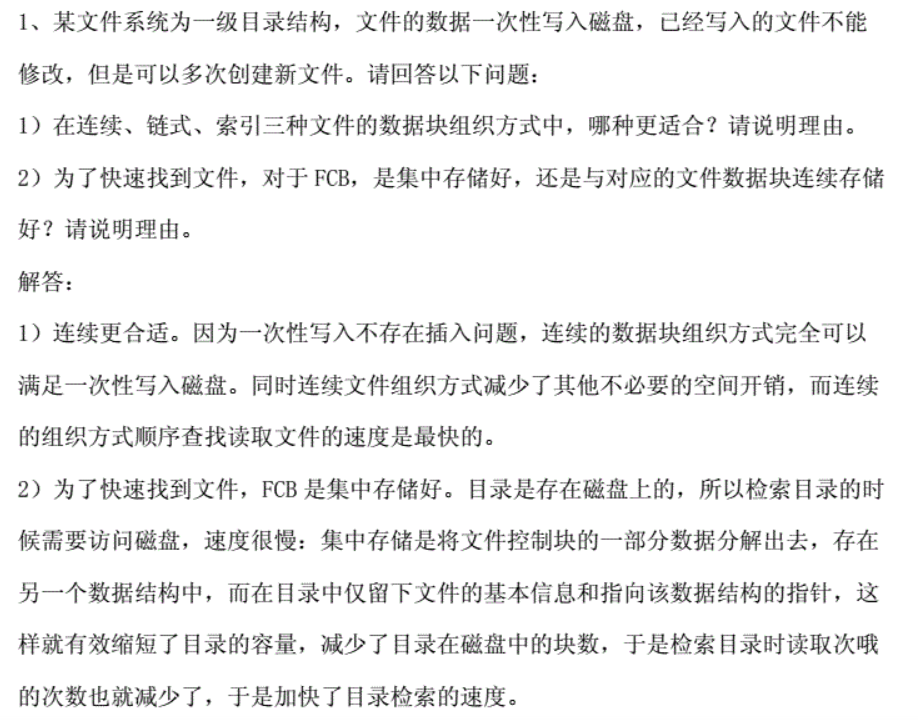 1、某文件系统为一级目录结构，文件的数据一次性写入磁盘，已经写入的文件不能
修改，但是可以多次创建新文件。请回答以下问题：
1）在连续、链式、索引三种文件的数据块组织方式中，哪种更适合？请说明理由。
2）为了快速找到文件，对于 FCB，是集中存储好，还是与对应的文件数据块连续存储
好？请说明理由。
解答：
1）连续更合适。因为一次性写入不存在插入问题，连续的数据块组织方式完全可以
满足一次性写入磁盘。同时连续文件组织方式减少了其他不必要的空间开销，而连续
的组织方式顺序查找读取文件的速度是最快的。
2）为了快速找到文件，FCB 是集中存储好。目录是存在磁盘上的，所以检索目录的时
候需要访问磁盘，速度很慢：集中存储是将文件控制块的一部分数据分解出去，存在
另一个数据结构中，而在目录中仅留下文件的基本信息和指向该数据结构的指针，这
样就有效缩短了目录的容量，减少了目录在磁盘中的块数，于是检索目录时读取次哦
的次数也就减少了，于是加快了目录检索的速度。